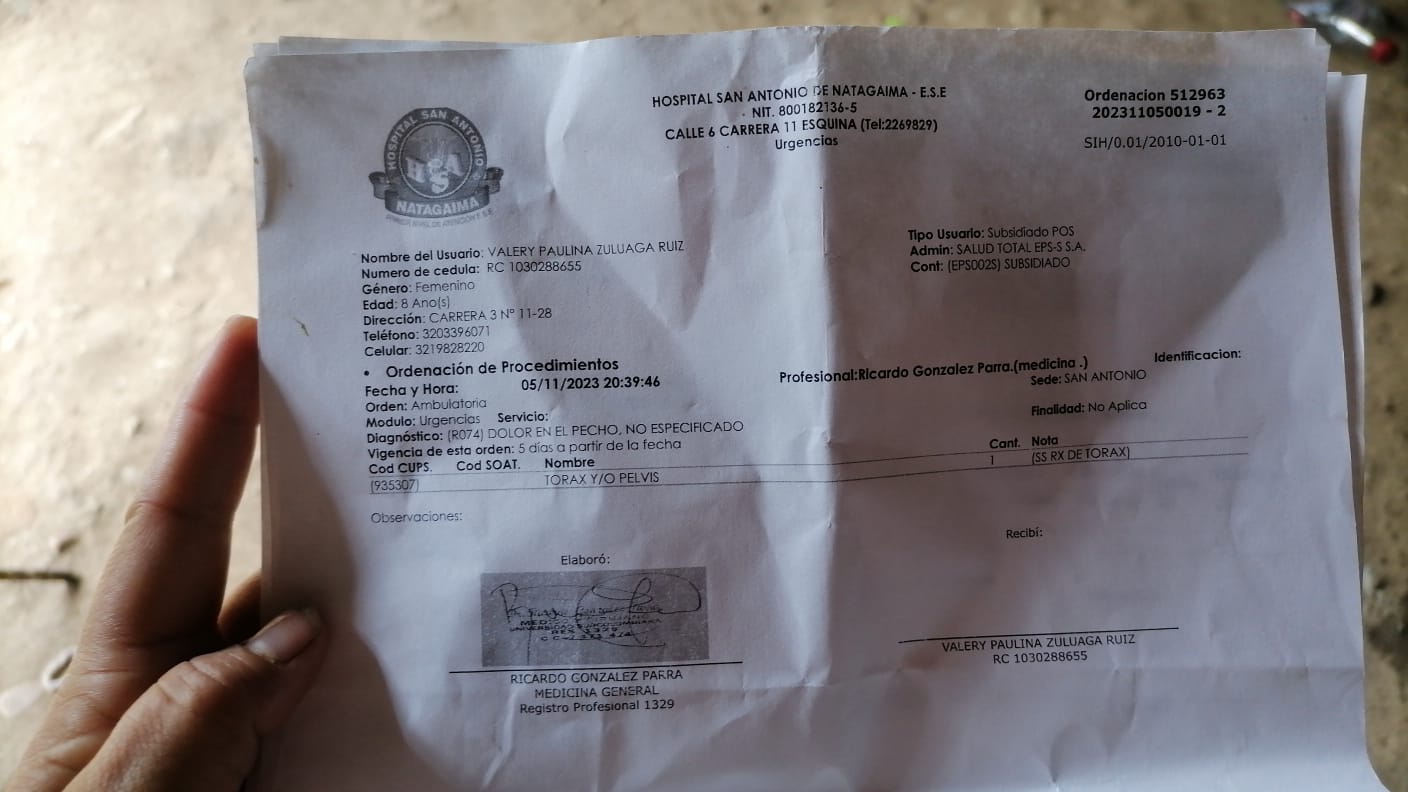 HOSPITAL SAN ANTONIO DE NATAGAIMA - E.S.E
NIT. 800182136-5
CALLE 6 CARRERA 11 ESQUINA (Tel:2269829)
Urgencias
Ordenacion 512963
202311050019 - 2
SIH/0.01/2010-01-01
HOSPITAL SAN ANTONIO
NATAGAIMA
PRIMER NIVEL DE ATENCIÓN E.S.E
Nombre del Usuario: VALERY PAULINA ZULUAGA RUIZ
Numero de cedula: RC 1030288655
Género: Femenino
Edad: 8 Ano(s)
Dirección: CARRERA 3 Nº 11-28
Teléfono: 3203396071
Celular: 3219828220
Tipo Usuario: Subsidiado POS
Admin: SALUD TOTAL EPS-S S.A.
Cont: (EPS002S) SUBSIDIADO
• Ordenación de Procedimientos
Fecha y Hora: 05/11/2023 20:39:46
Profesional:Ricardo Gonzalez Parra.(medicina .) Identificacion:
Orden: Ambulatoria
Sede: SAN ANTONIO
Modulo: Urgencias Servicio:
Finalidad: No Aplica
Diagnóstico: (R074) DOLOR EN EL PECHO, NO ESPECIFICADO
Vigencia de esta orden: 5 días a partir de la fecha
Cod CUPS. Cod SOAT. Nombre Cant. Nota
(935307) TORAX Y/O PELVIS 1 (SS RX DE TORAX)
Observaciones:
Elaboró:
Recibí:
RICARDO GONZALEZ PARRA
MEDICINA GENERAL
Registro Profesional 1329
VALERY PAULINA ZULUAGA RUIZ
RC 1030288655